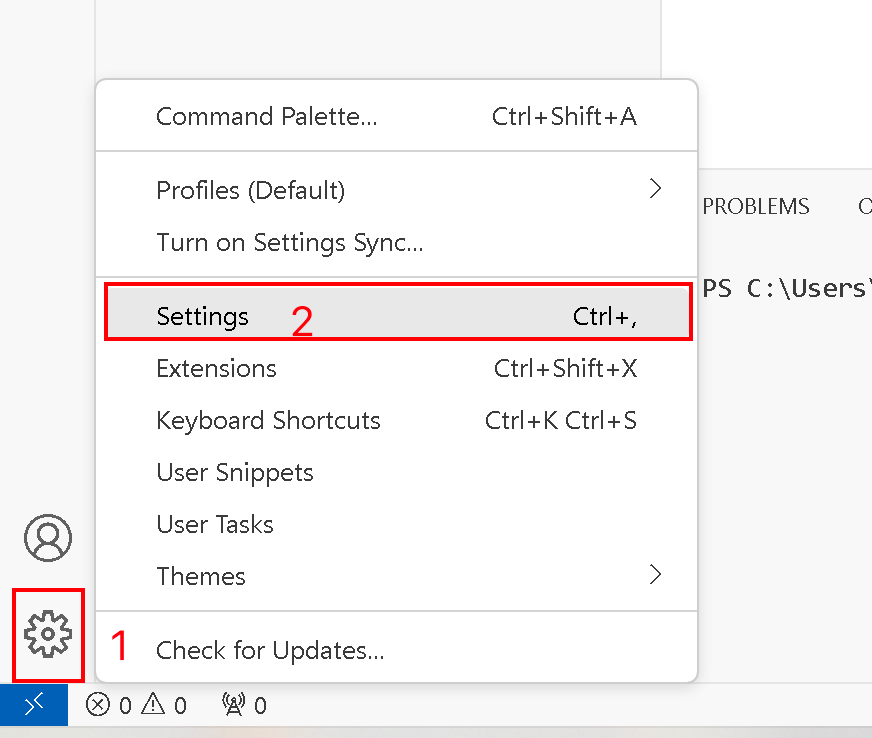 Command Palette... Ctrl+Shift+A
Profiles (Default)
PROBLEMS
Turn on Settings Sync...
PS C:\Users\
Settings 2 Ctrl+,
Extensions Ctrl+Shift+X
Keyboard Shortcuts Ctrl+K Ctrl+S
User Snippets
User Tasks
Themes
1 Check for Updates...
0 0 0